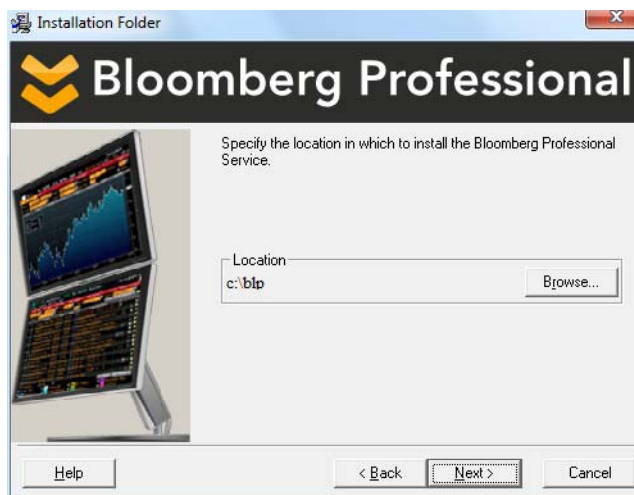 Installation Folder
Bloomberg Professional
Specify the location in which to install the Bloomberg Professional
Service.
Location
c:\blp
Browse...
Help
< Back
Next >
Cancel